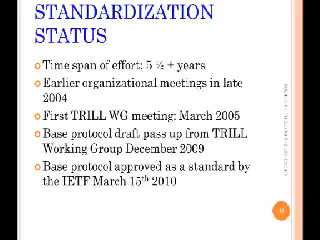 STANDARDIZATION
STATUS
Time span of effort: 5 ½ + years
Earlier organizational meetings in late
2004
First TRILL WG meeting: March 2005
Base protocol draft pass up from TRILL
Working Group December 2009
Base protocol approved as a standard by
the IETF March 15th 2010